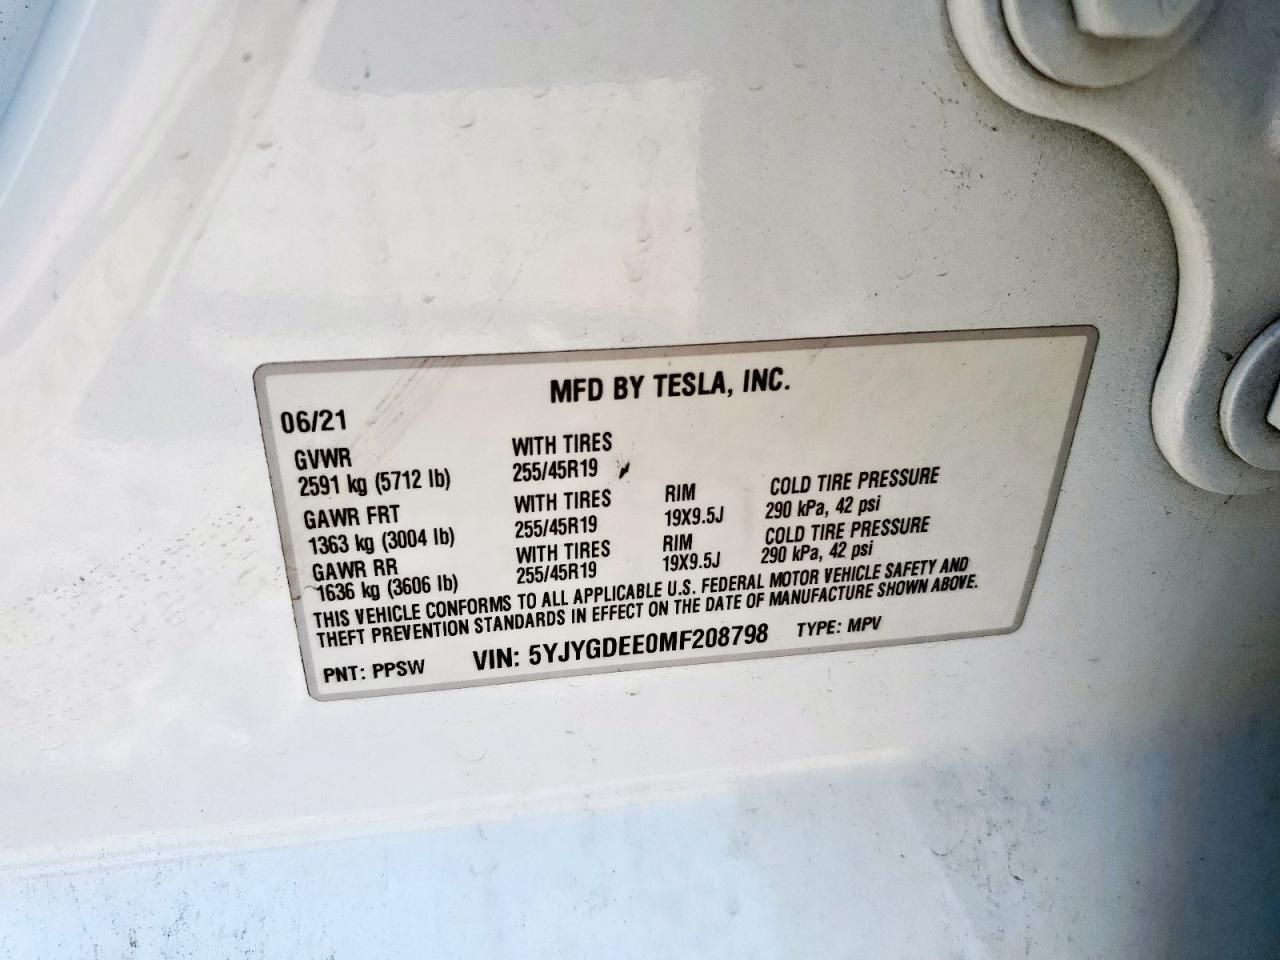 MFD BY TESLA, INC.
06/21
GVWR WITH TIRES
2591 kg (5712 lb) 255/45R19
GAWR FRT WITH TIRES RIM COLD TIRE PRESSURE
1363 kg (3004 lb) 255/45R19 19X9.5J 290 kPa, 42 psi
GAWR RR WITH TIRES RIM COLD TIRE PRESSURE
1636 kg (3606 lb) 255/45R19 19X9.5J 290 kPa, 42 psi
THIS VEHICLE CONFORMS TO ALL APPLICABLE U.S. FEDERAL MOTOR VEHICLE SAFETY AND
THEFT PREVENTION STANDARDS IN EFFECT ON THE DATE OF MANUFACTURE SHOWN ABOVE.
PNT: PPSW VIN: 5YJYGDEE0MF208798 TYPE: MPV